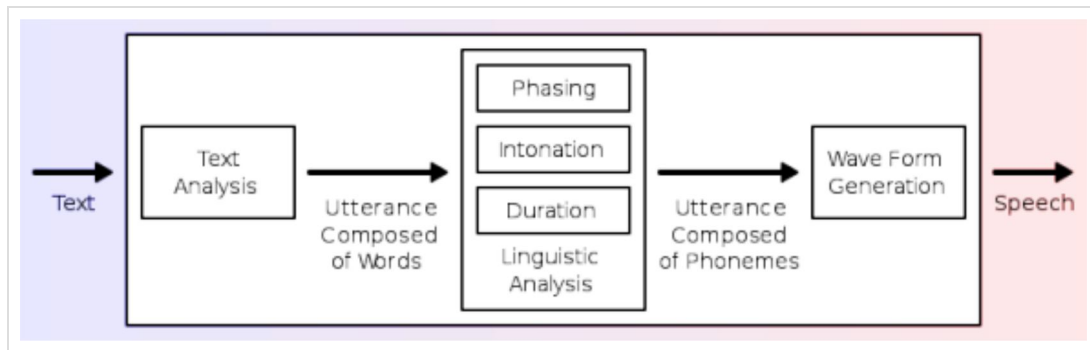 Text
Text
Analysis
Utterance
Composed
of Words
Phasing
Intonation
Duration
Linguistic
Analysis
Utterance
Composed
of Phonemes
Wave Form
Generation
Speech